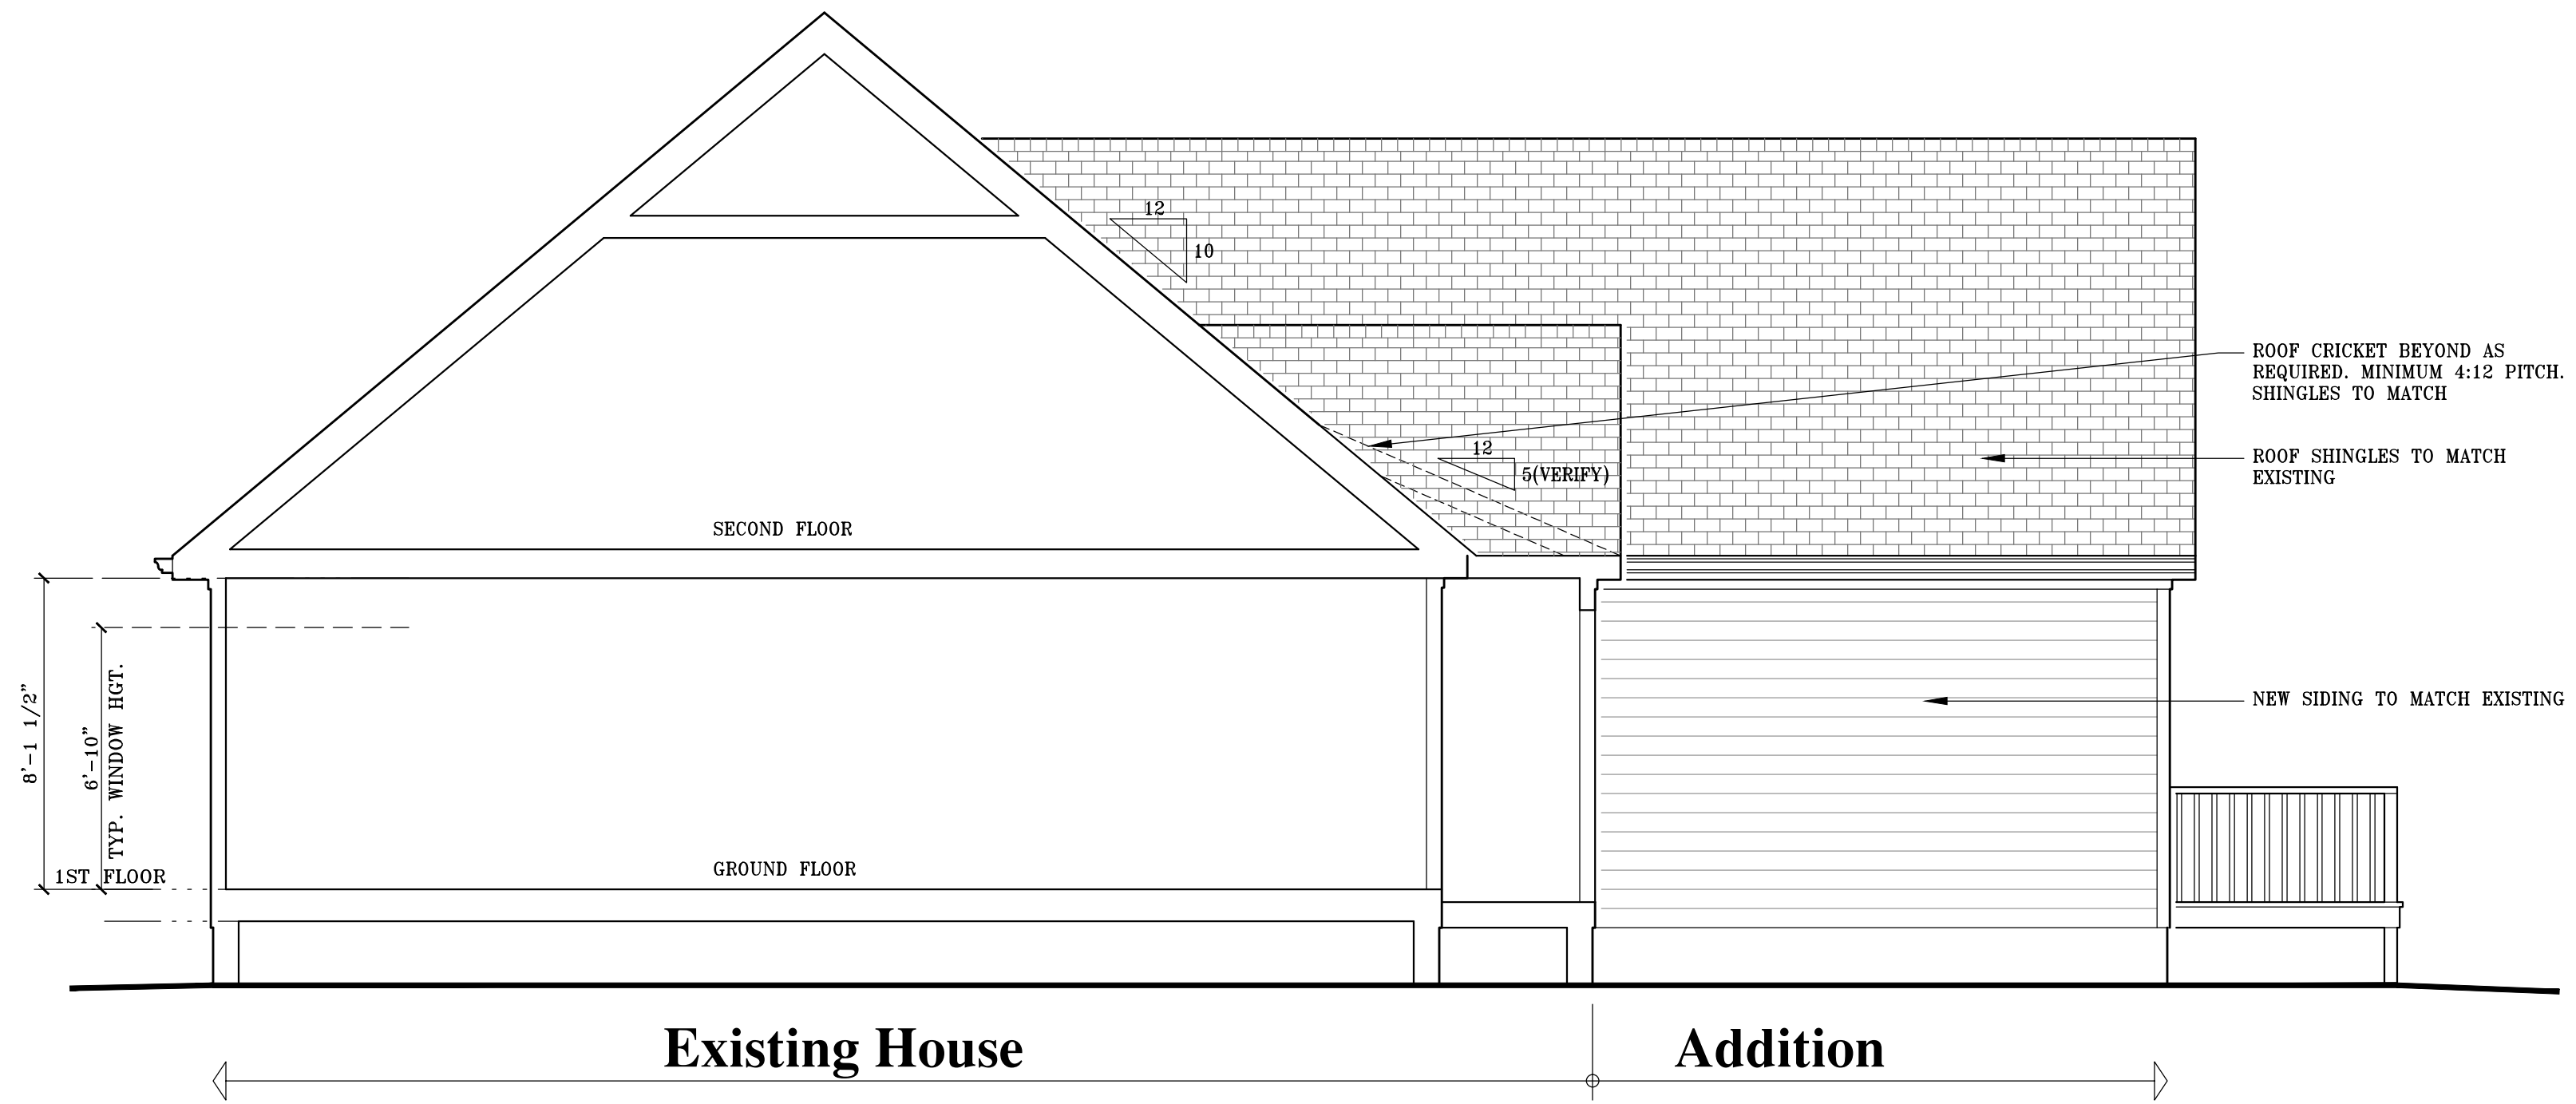 12
10
ROOF CRICKET BEYOND AS
REQUIRED. MINIMUM 4:12 PITCH.
SHINGLES TO MATCH
12
5(VERIFY)
ROOF SHINGLES TO MATCH
EXISTING
SECOND FLOOR
8'-1 1/2"
6'-10"
TYP. WINDOW HGT.
NEW SIDING TO MATCH EXISTING
1ST FLOOR
GROUND FLOOR
Existing House
Addition